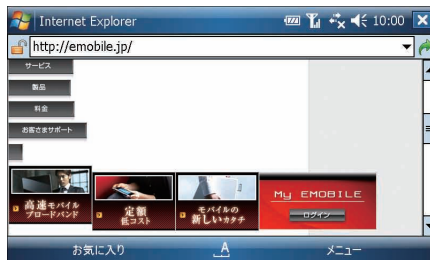 Internet Explorer
10:00
http://emobile.jp/
サービス
製品
料金
お客さまサポート
高速モバイル
ブロードバンド
定額
低コスト
モバイルの
新しいカタチ
My EMOBILE
ログイン
お気に入り
A
メニュー